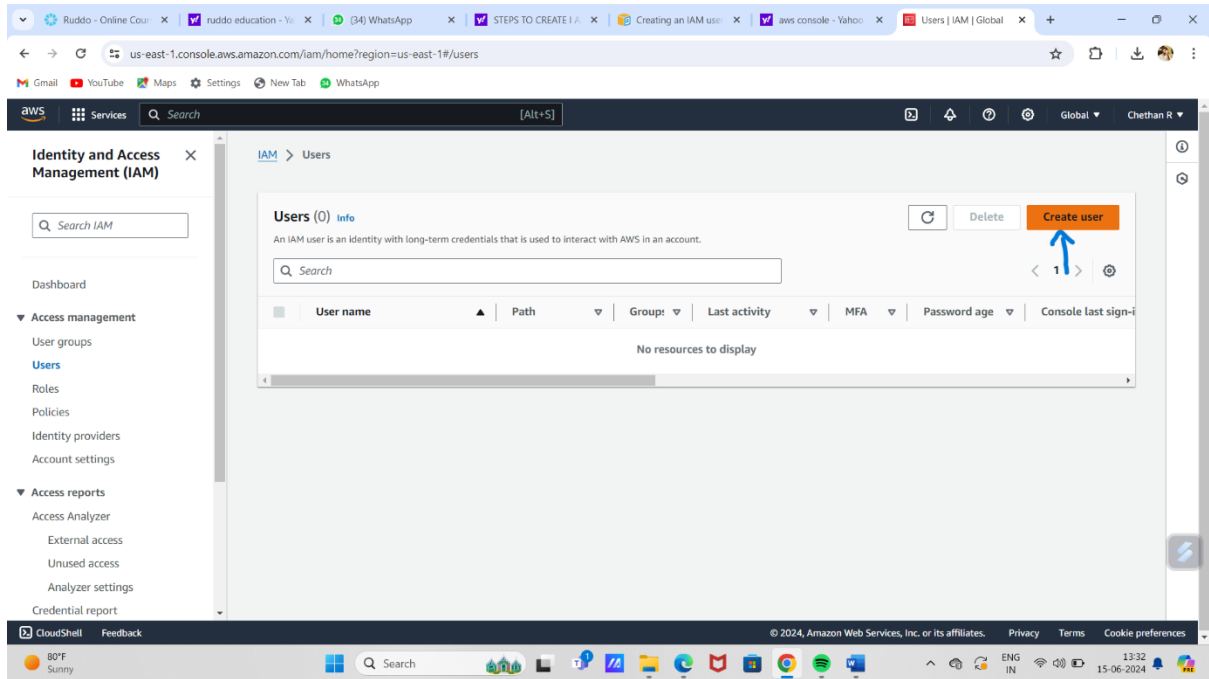 Ruddo - Online Cour
ruddo education - Ya
(34) WhatsApp
STEPS TO CREATE I A
Creating an IAM use
aws console - Yahoo
Users | IAM | Global
us-east-1.console.aws.amazon.com/iam/home?region=us-east-1#/users
Gmail YouTube Maps Settings New Tab WhatsApp
aws Services Search [Alt+S] Global Chethan R
Identity and Access Management (IAM)
Search IAM
Dashboard
Access management
User groups
Users
Roles
Policies
Identity providers
Account settings
Access reports
Access Analyzer
External access
Unused access
Analyzer settings
Credential report
IAM > Users
Users (0) Info
Delete
Create user
An IAM user is an identity with long-term credentials that is used to interact with AWS in an account.
Search
1
User name Path Group: Last activity MFA Password age Console last sign-i
No resources to display
CloudShell Feedback © 2024, Amazon Web Services, Inc. or its affiliates. Privacy Terms Cookie preferences
80°F
Sunny
Search
ENG
IN
13:32
15-06-2024